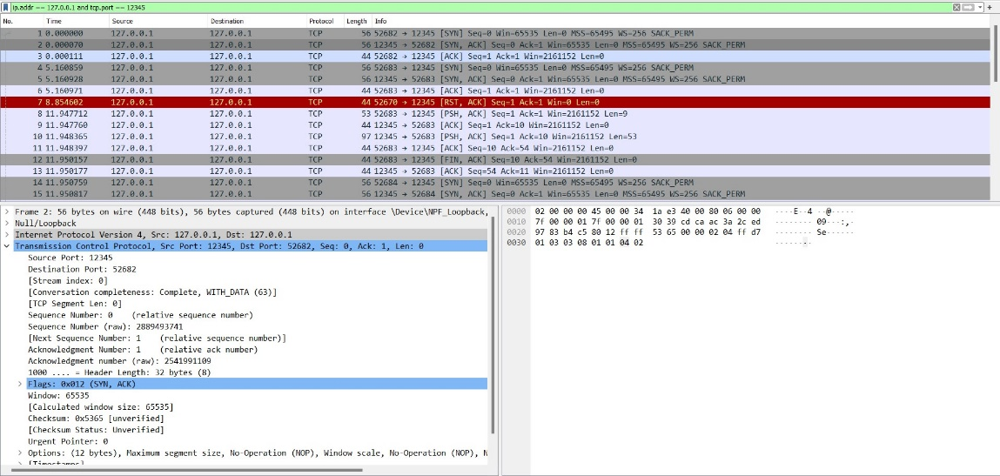 ip.addr == 127.0.0.1 and tcp.port == 12345
No. Time Source Destination Protocol Length Info
1 0.000000 127.0.0.1 127.0.0.1 TCP 56 52682 → 12345 [SYN] Seq=0 Win=65535 Len=0 MSS=65495 WS=256 SACK_PERM
2 0.000070 127.0.0.1 127.0.0.1 TCP 56 12345 → 52682 [SYN, ACK] Seq=0 Ack=1 Win=65535 Len=0 MSS=65495 WS=256 SACK_PERM
3 0.000111 127.0.0.1 127.0.0.1 TCP 44 52682 → 12345 [ACK] Seq=1 Ack=1 Win=2161152 Len=0
4 5.160859 127.0.0.1 127.0.0.1 TCP 56 52683 → 12345 [SYN] Seq=0 Win=65535 Len=0 MSS=65495 WS=256 SACK_PERM
5 5.160928 127.0.0.1 127.0.0.1 TCP 56 12345 → 52683 [SYN, ACK] Seq=0 Ack=1 Win=65535 Len=0 MSS=65495 WS=256 SACK_PERM
6 5.160971 127.0.0.1 127.0.0.1 TCP 44 52683 → 12345 [ACK] Seq=1 Ack=1 Win=2161152 Len=0
7 8.854602 127.0.0.1 127.0.0.1 TCP 44 52670 → 12345 [RST, ACK] Seq=1 Ack=1 Win=0 Len=0
8 11.947712 127.0.0.1 127.0.0.1 TCP 53 52683 → 12345 [PSH, ACK] Seq=1 Ack=1 Win=2161152 Len=9
9 11.947760 127.0.0.1 127.0.0.1 TCP 44 12345 → 52683 [ACK] Seq=1 Ack=10 Win=2161152 Len=0
10 11.948365 127.0.0.1 127.0.0.1 TCP 97 12345 → 52683 [PSH, ACK] Seq=1 Ack=10 Win=2161152 Len=53
11 11.948397 127.0.0.1 127.0.0.1 TCP 44 52683 → 12345 [ACK] Seq=10 Ack=54 Win=2161152 Len=0
12 11.950157 127.0.0.1 127.0.0.1 TCP 44 52683 → 12345 [FIN, ACK] Seq=10 Ack=54 Win=2161152 Len=0
13 11.950177 127.0.0.1 127.0.0.1 TCP 44 12345 → 52683 [ACK] Seq=54 Ack=11 Win=2161152 Len=0
14 11.950759 127.0.0.1 127.0.0.1 TCP 56 52684 → 12345 [SYN] Seq=0 Win=65535 Len=0 MSS=65495 WS=256 SACK_PERM
15 11.950817 127.0.0.1 127.0.0.1 TCP 56 12345 → 52684 [SYN, ACK] Seq=0 Ack=1 Win=65535 Len=0 MSS=65495 WS=256 SACK_PERM
Frame 2: 56 bytes on wire (448 bits), 56 bytes captured (448 bits) on interface \Device\NPF_Loopback,
Null/Loopback
Internet Protocol Version 4, Src: 127.0.0.1, Dst: 127.0.0.1
Transmission Control Protocol, Src Port: 12345, Dst Port: 52682, Seq: 0, Ack: 1, Len: 0
Source Port: 12345
Destination Port: 52682
[Stream index: 0]
[Conversation completeness: Complete, WITH_DATA (63)]
[TCP Segment Len: 0]
Sequence Number: 0 (relative sequence number)
Sequence Number (raw): 2889493741
[Next Sequence Number: 1 (relative sequence number)]
Acknowledgment Number: 1 (relative ack number)
Acknowledgment number (raw): 2541991109
1000 .... = Header Length: 32 bytes (8)
Flags: 0x012 (SYN, ACK)
Window: 65535
[Calculated window size: 65535]
Checksum: 0x5365 [unverified]
[Checksum Status: Unverified]
Urgent Pointer: 0
Options: (12 bytes), Maximum segment size, No-Operation (NOP), Window scale, No-Operation (NOP), N
[Timestamps]
0000 02 00 00 00 45 00 00 34 1a e3 40 00 80 06 00 00 ····E··4 ··@·····
0010 7f 00 00 01 7f 00 00 01 30 39 cd ca ac 3a 2c ed ········ 09···:,·
0020 97 83 b4 c5 80 12 ff ff 53 65 00 00 02 04 ff d7 ········ Se······
0030 01 03 03 08 01 01 04 02 ········